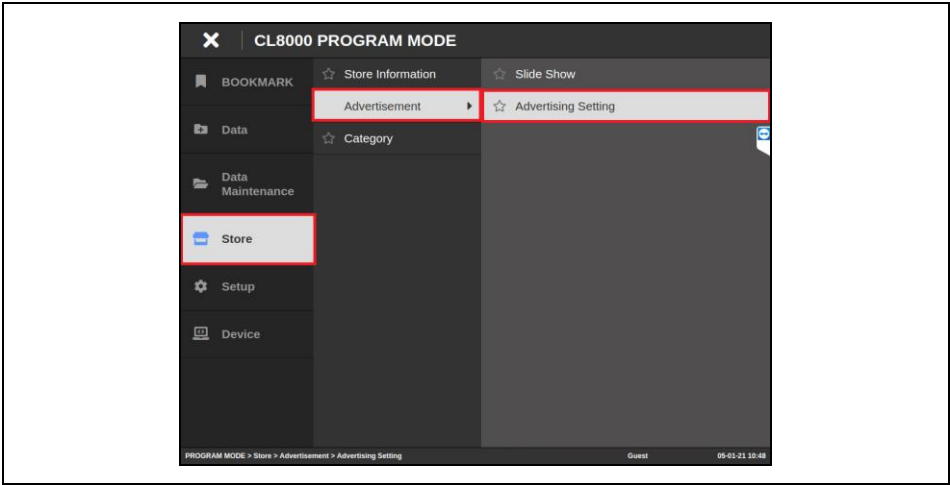 CL8000 PROGRAM MODE
BOOKMARK
Data
Data
Maintenance
Store
Setup
Device
Store Information
Advertisement
Category
Slide Show
Advertising Setting
PROGRAM MODE > Store > Advertisement > Advertising Setting
Guest
05-01-21 10:48